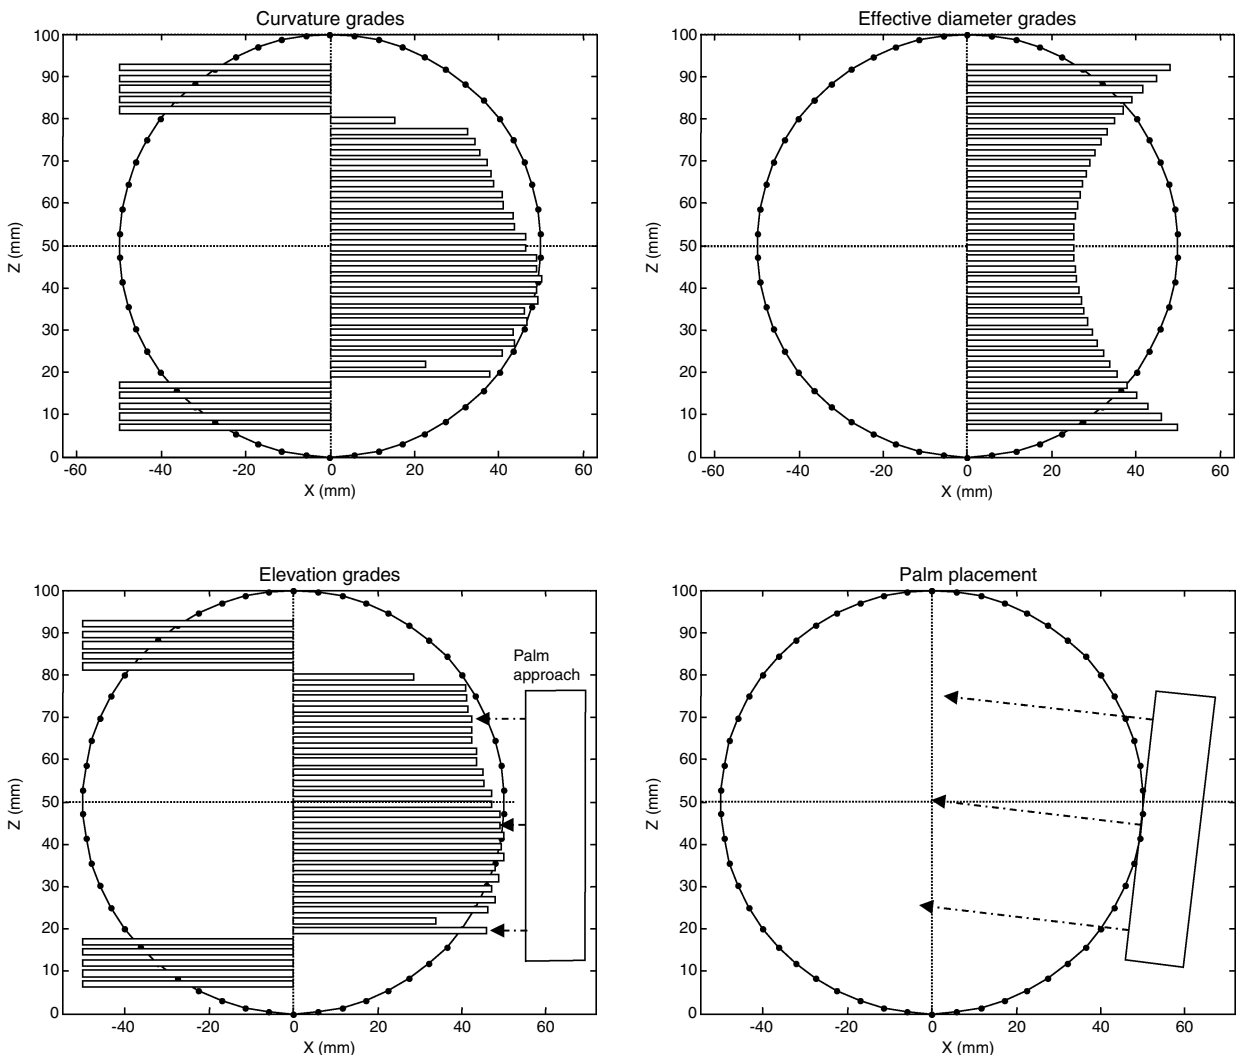 Curvature grades
100
90
80
70
60
50
40
30
20
10
0
Z (mm)
-60 -40 -20 0 20 40 60
X (mm)
Effective diameter grades
100
90
80
70
60
50
40
30
20
10
0
Z (mm)
-60 -40 -20 0 20 40 60
X (mm)
Elevation grades
100
90
80
70
60
50
40
30
20
10
0
Z (mm)
Palm
approach
-40 -20 0 20 40 60
X (mm)
Palm placement
100
90
80
70
60
50
40
30
20
10
0
Z (mm)
-40 -20 0 20 40 60
X (mm)